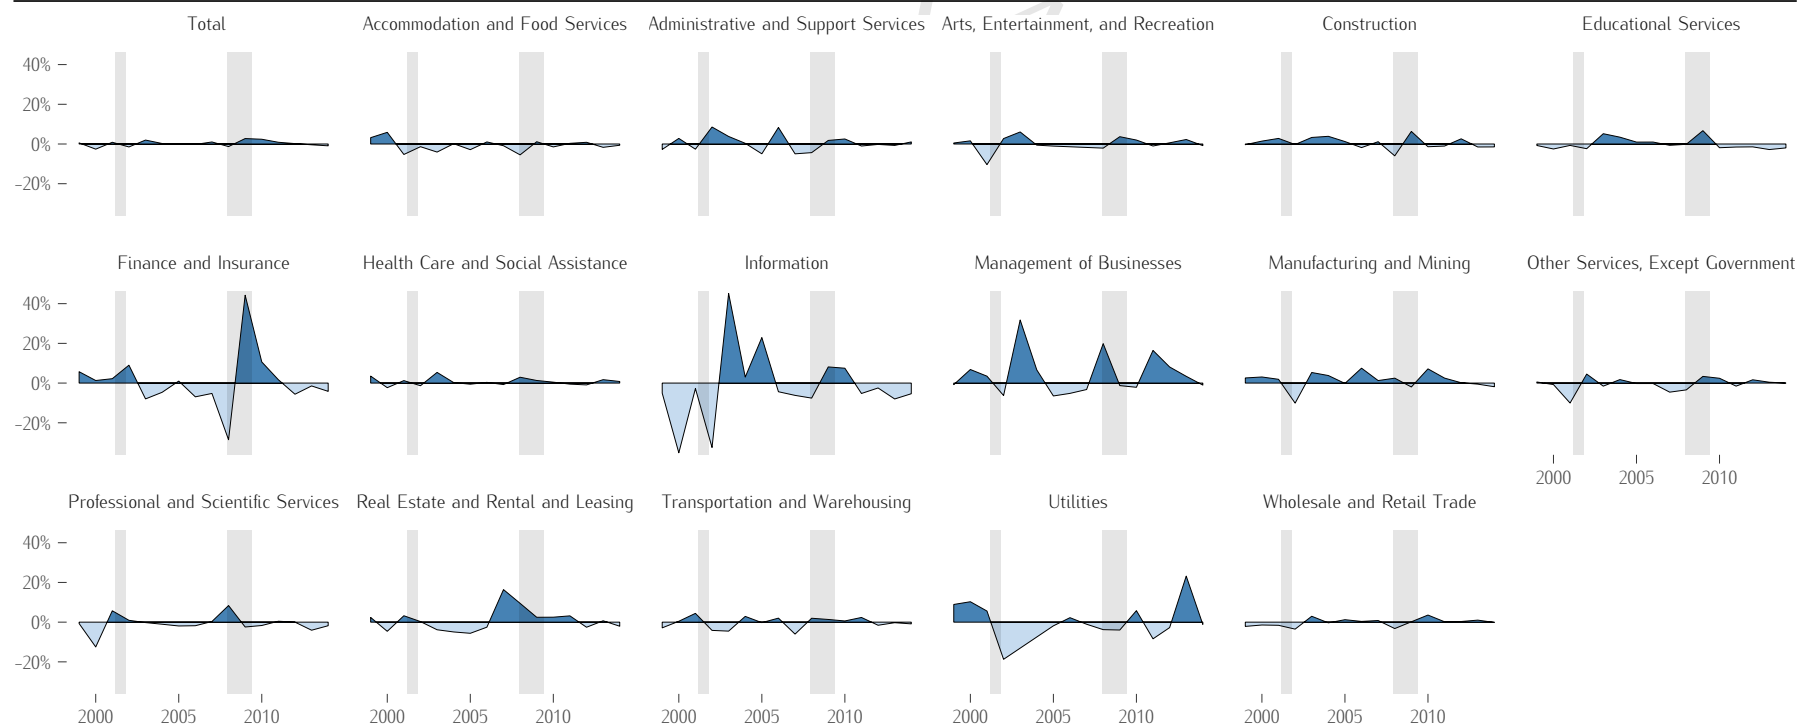 Total Accommodation and Food Services Administrative and Support Services Arts, Entertainment, and Recreation Construction Educational Services
40%
20%
0%
−20%
Finance and Insurance Health Care and Social Assistance Information Management of Businesses Manufacturing and Mining Other Services, Except Government
40%
20%
0%
−20%
2000 2005 2010
Professional and Scientific Services Real Estate and Rental and Leasing Transportation and Warehousing Utilities Wholesale and Retail Trade
40%
20%
0%
−20%
2000 2005 2010 2000 2005 2010 2000 2005 2010 2000 2005 2010 2000 2005 2010